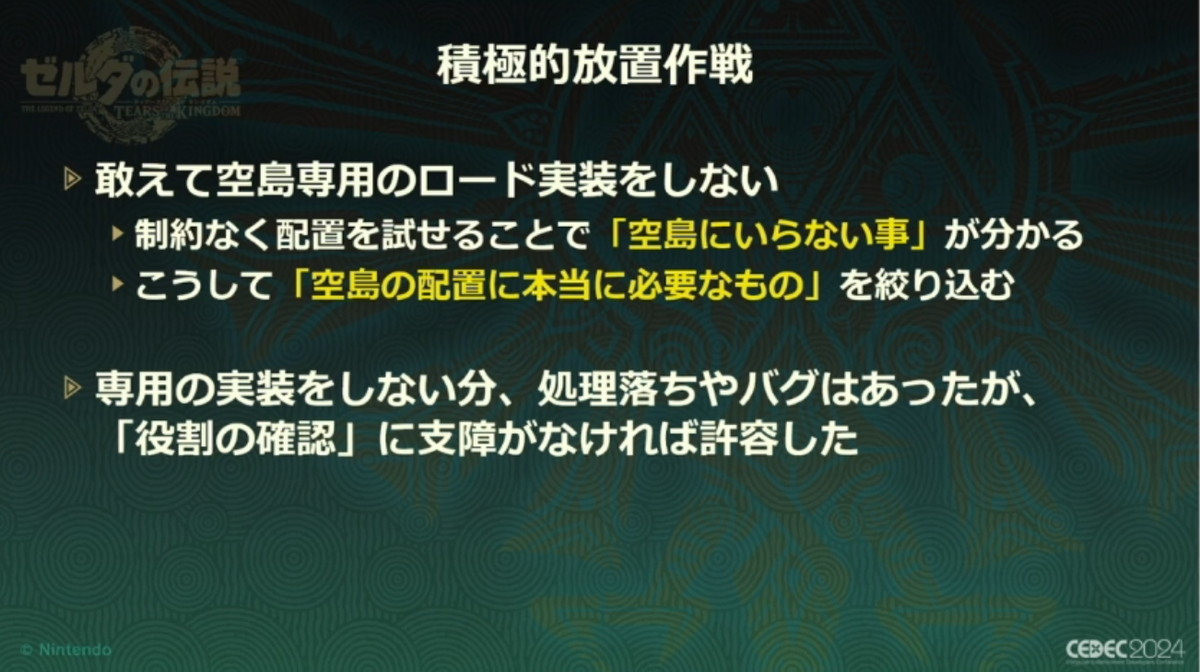 ゼルダの伝説
TEARS OF THE KINGDOM
積極的放置作戦
敢えて空島専用のロード実装をしない
制約なく配置を試せることで「空島にいらない事」が分かる
こうして「空島の配置に本当に必要なもの」を絞り込む
専用の実装をしない分、処理落ちやバグはあったが、
「役割の確認」に支障がなければ許容した
© Nintendo
CEDEC2024